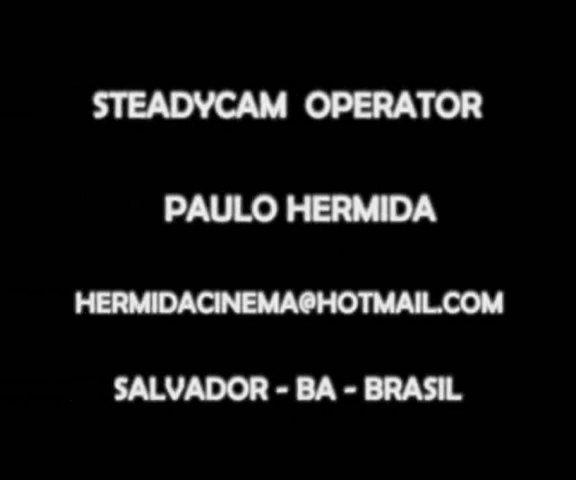 STEADYCAM OPERATOR
PAULO HERMIDA
HERMIDACINEMA@HOTMAIL.COM
SALVADOR - BA - BRASIL